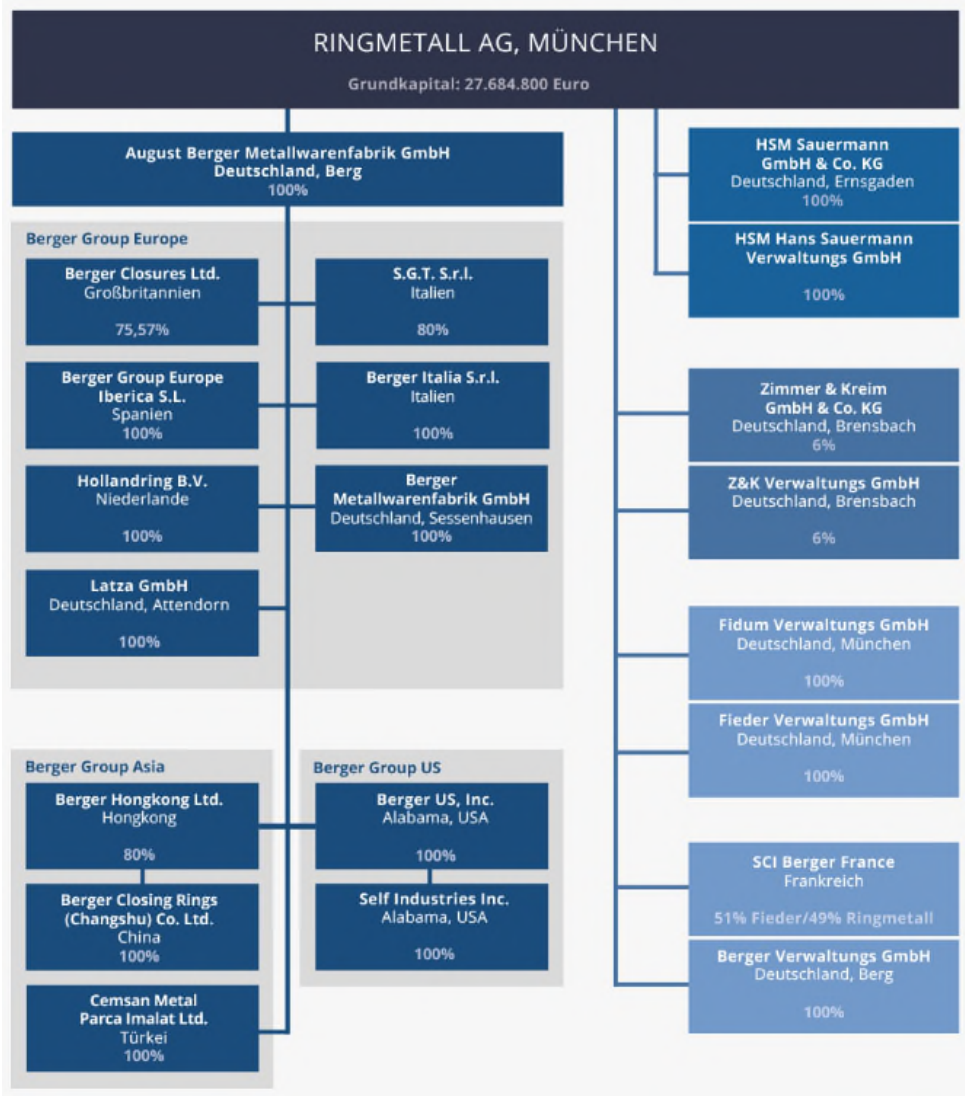 RINGMETALL AG, MÜNCHEN
Grundkapital: 27.684.800 Euro
August Berger Metallwarenfabrik GmbH
Deutschland, Berg
100%
Berger Group Europe
Berger Closures Ltd.
Großbritannien
75,57%
S.G.T. S.r.l.
Italien
80%
Berger Group Europe
Iberica S.L.
Spanien
100%
Berger Italia S.r.l.
Italien
100%
Hollandring B.V.
Niederlande
100%
Berger
Metallwarenfabrik GmbH
Deutschland, Sessenhausen
100%
Latza GmbH
Deutschland, Attendorn
100%
Berger Group Asia
Berger Hongkong Ltd.
Hongkong
80%
Berger Closing Rings
(Changshu) Co. Ltd.
China
100%
Cemsan Metal
Parca Imalat Ltd.
Türkei
100%
Berger Group US
Berger US, Inc.
Alabama, USA
100%
Self Industries Inc.
Alabama, USA
100%
HSM Sauermann
GmbH & Co. KG
Deutschland, Ernsgaden
100%
HSM Hans Sauermann
Verwaltungs GmbH
100%
Zimmer & Kreim
GmbH & Co. KG
Deutschland, Brensbach
6%
Z&K Verwaltungs GmbH
Deutschland, Brensbach
6%
Fidum Verwaltungs GmbH
Deutschland, München
100%
Fieder Verwaltungs GmbH
Deutschland, München
100%
SCI Berger France
Frankreich
51% Fieder/49% Ringmetall
Berger Verwaltungs GmbH
Deutschland, Berg
100%